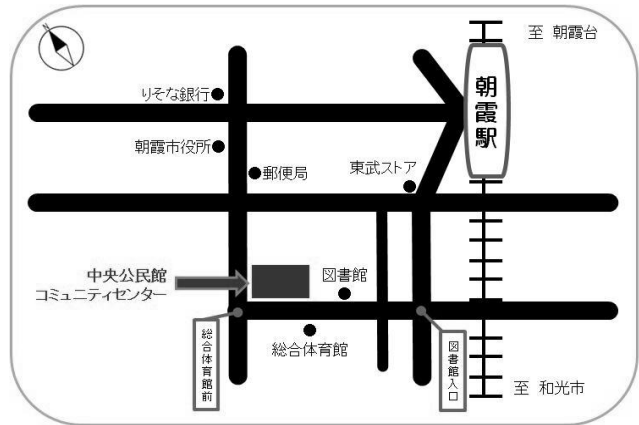 至 朝霞台
朝霞駅
りそな銀行
朝霞市役所
郵便局
東武ストア
中央公民館
コミュニティセンター
図書館
総合体育館前
総合体育館
図書館入口
至 和光市